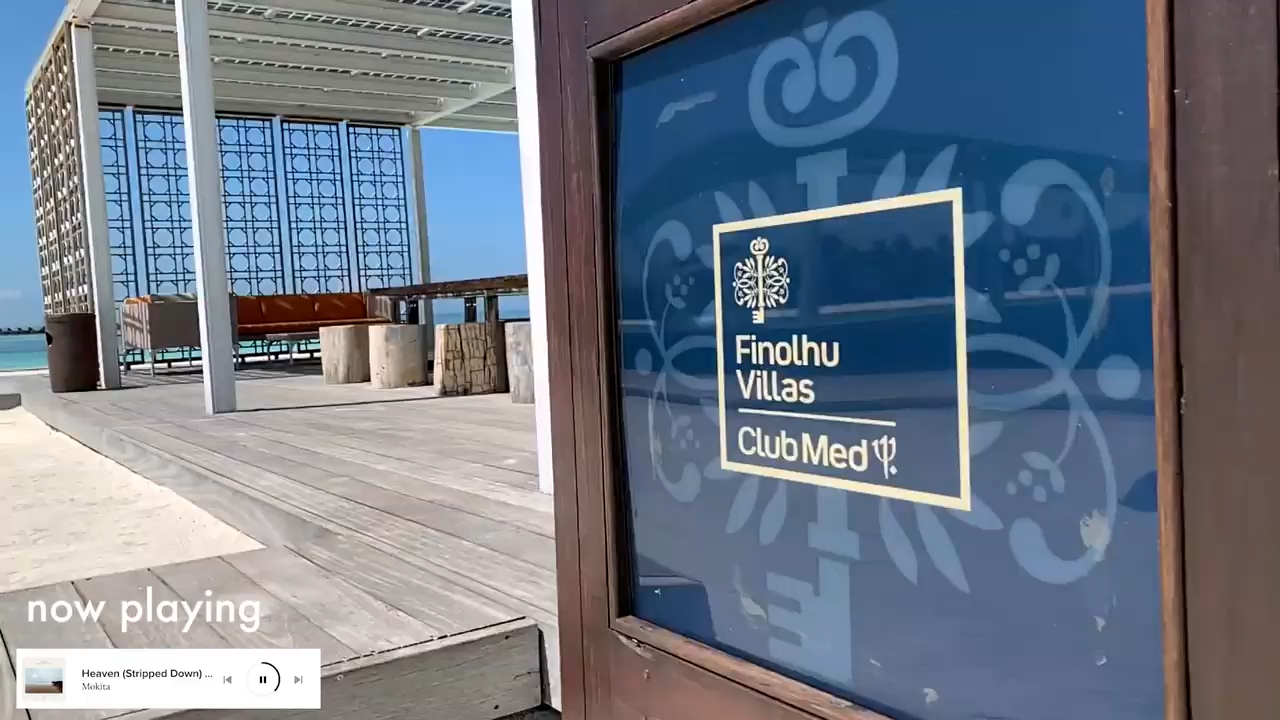 Finolhu
Villas
Club Med
now playing
Heaven (Stripped Down) ...
Mokita